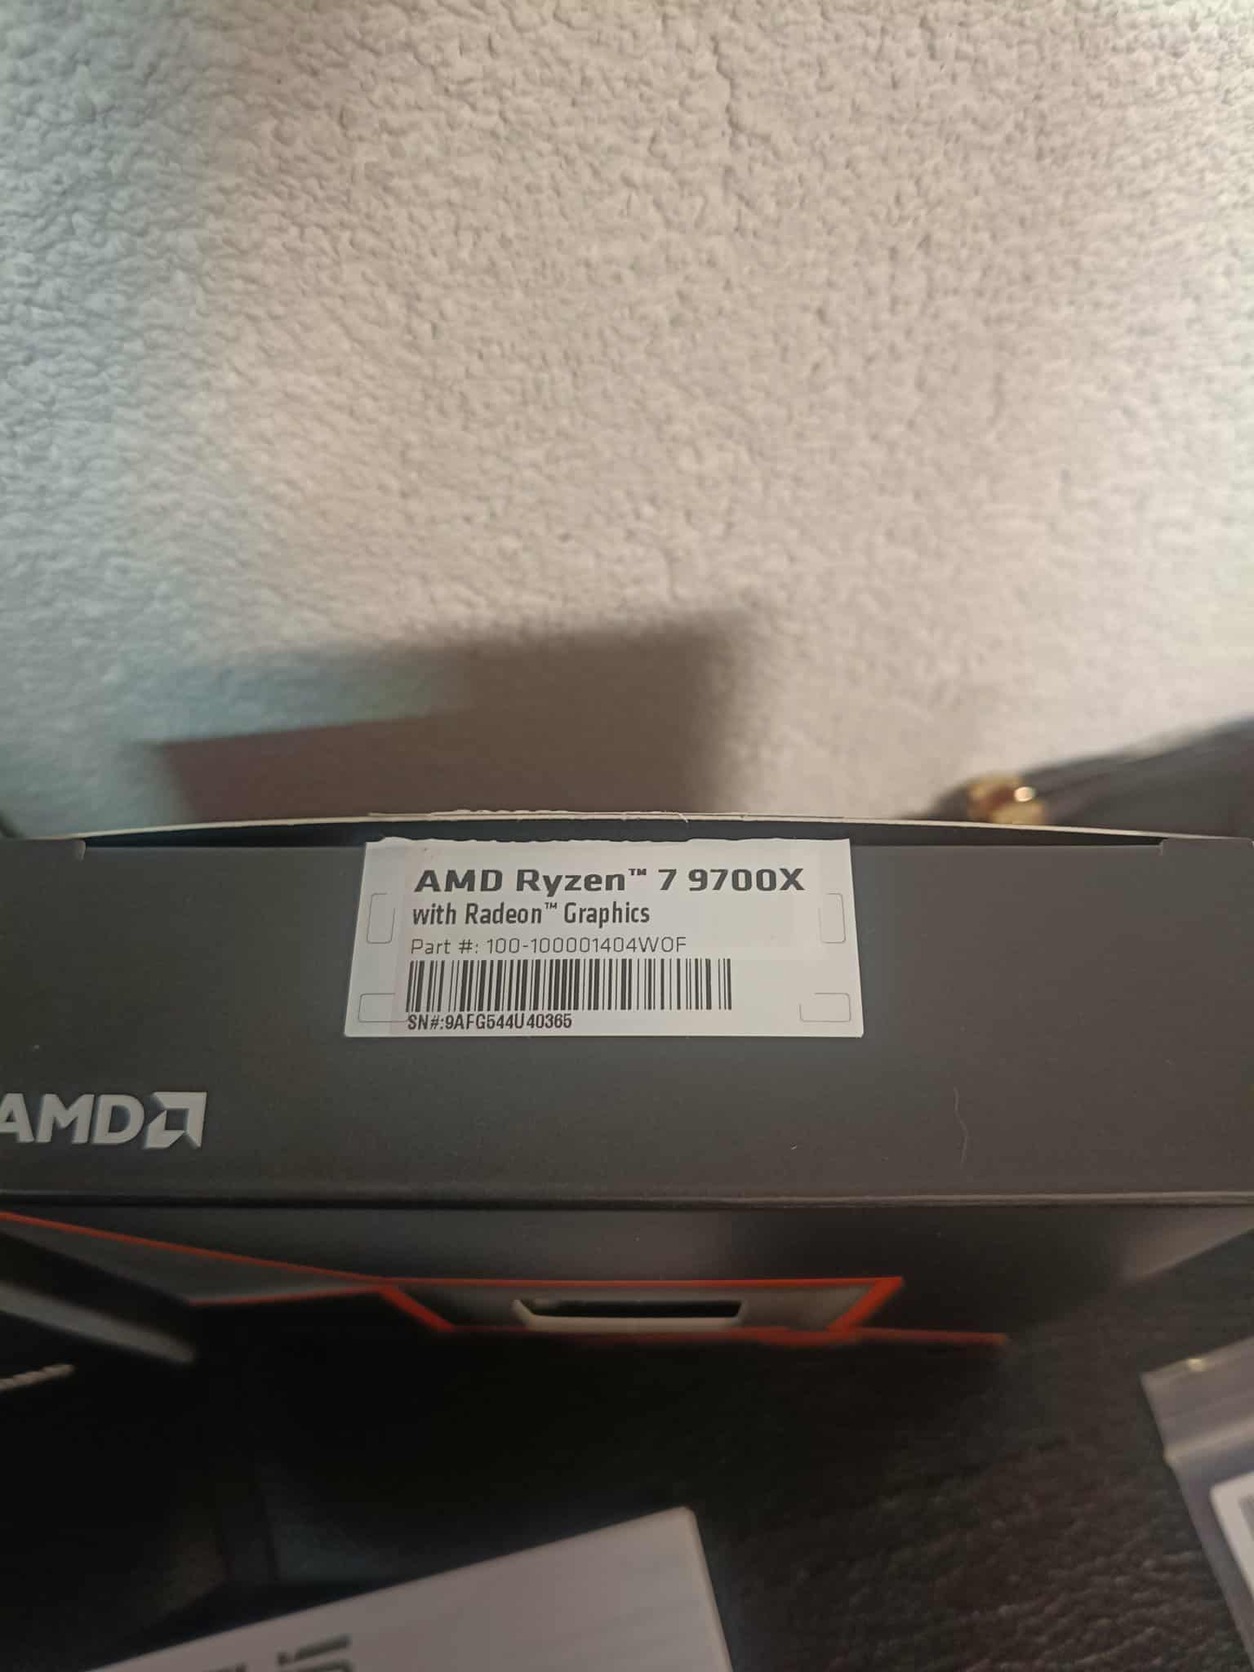 AMD Ryzen™ 7 9700X
with Radeon™ Graphics
Part #: 100-100001404WOF
SN#:9AFG544U40365
AMD